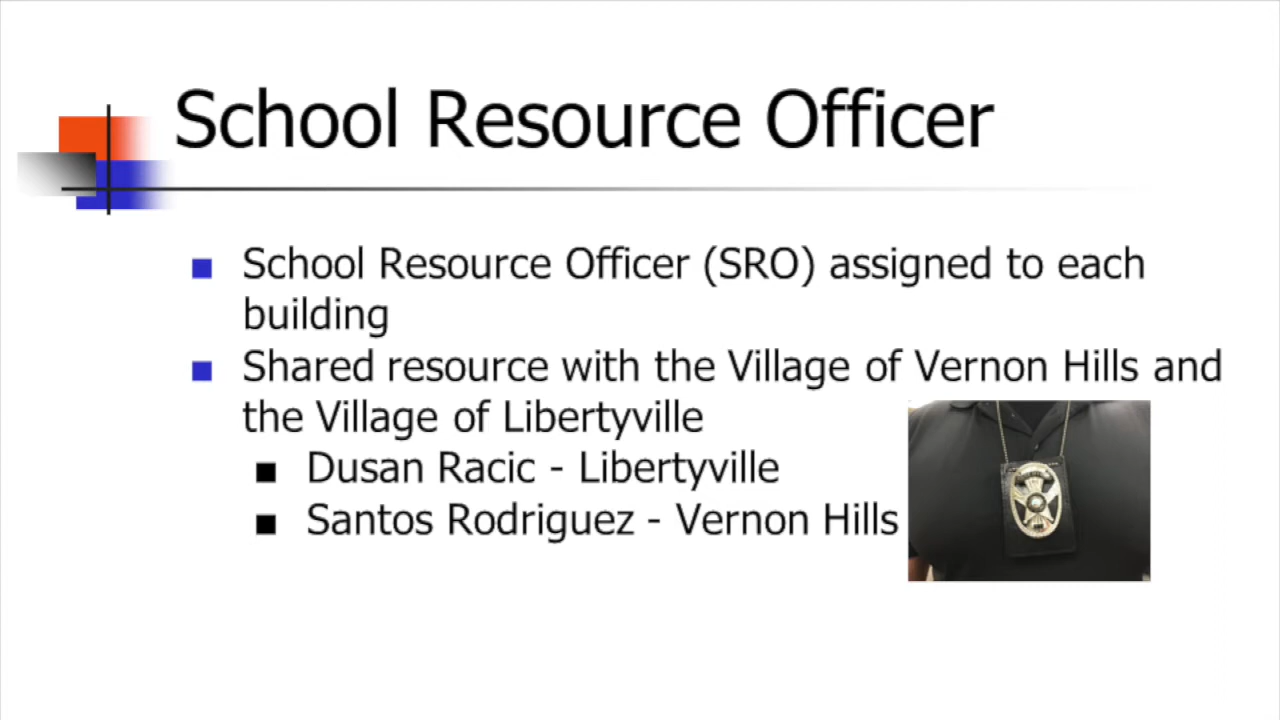 School Resource Officer
School Resource Officer (SRO) assigned to each
building
Shared resource with the Village of Vernon Hills and
the Village of Libertyville
Dusan Racic - Libertyville
Santos Rodriguez - Vernon Hills